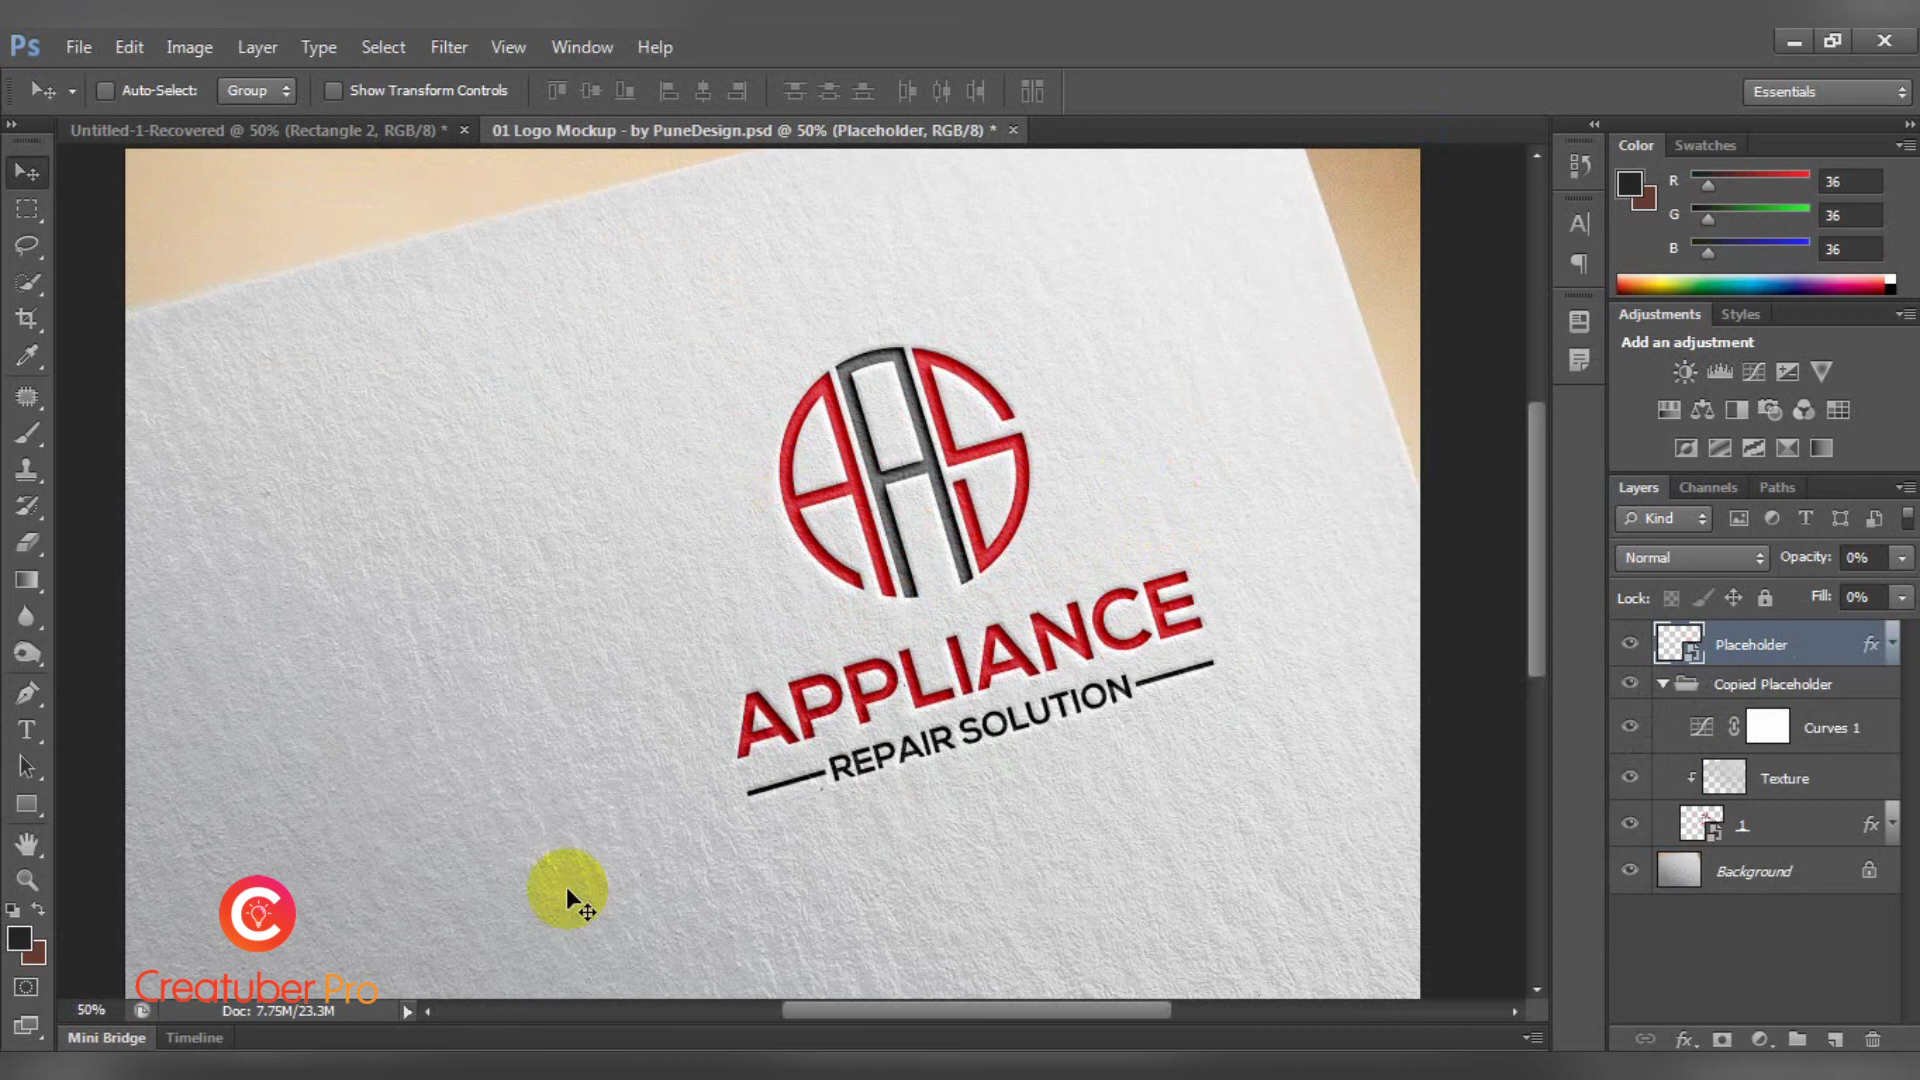 Ps File Edit Image Layer Type Select Filter View Window Help
Auto-Select: Group Show Transform Controls Essentials
Untitled-1-Recovered @ 50% (Rectangle 2, RGB/8) * × 01 Logo Mockup - by PuneDesign.psd @ 50% (Placeholder, RGB/8) * ×
Color Swatches
R 36
G 36
B 36
Adjustments Styles
Add an adjustment
Layers Channels Paths
Kind
Normal Opacity: 0%
Lock: Fill: 0%
Placeholder fx
Copied Placeholder
Curves 1
Texture
1 fx
Background
AAS
APPLIANCE
REPAIR SOLUTION
Creatuber Pro
50% Doc: 7.75M/23.3M
Mini Bridge Timeline
fx